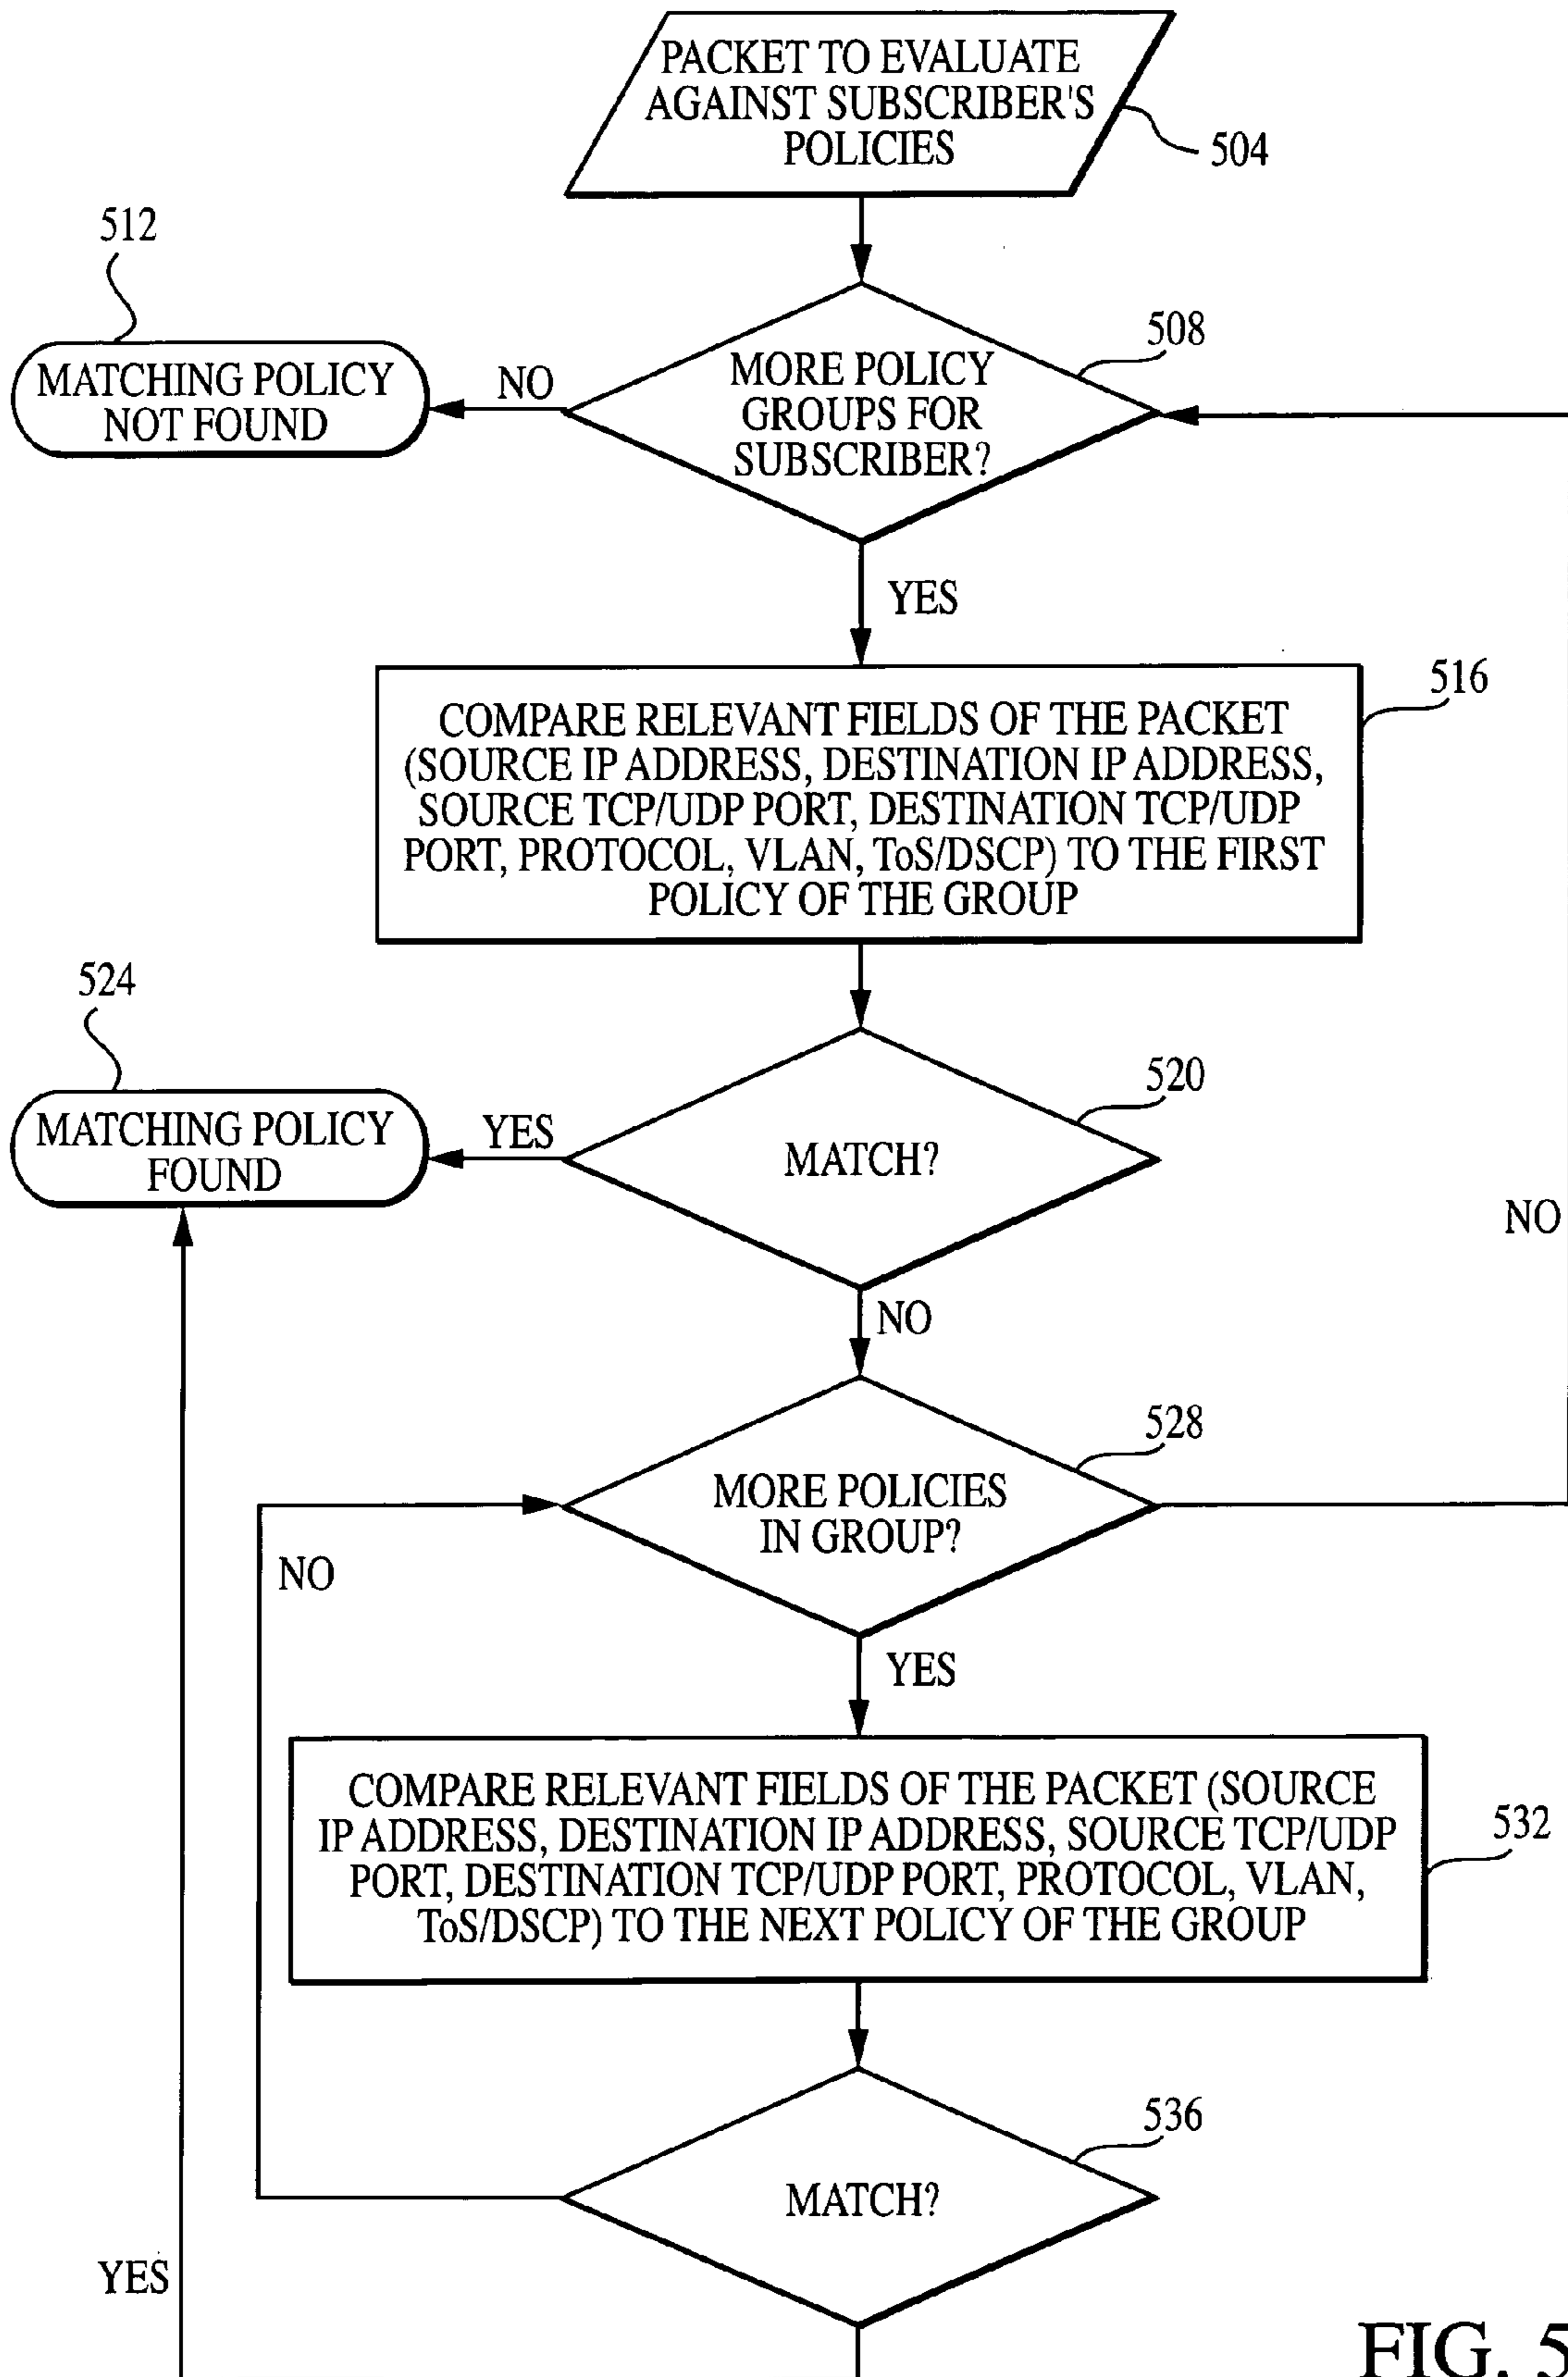 PACKET TO EVALUATE
AGAINST SUBSCRIBER'S
POLICIES
504
512
MATCHING POLICY
NOT FOUND
NO
MORE POLICY
GROUPS FOR
SUBSCRIBER?
508
YES
COMPARE RELEVANT FIELDS OF THE PACKET
(SOURCE IP ADDRESS, DESTINATION IP ADDRESS,
SOURCE TCP/UDP PORT, DESTINATION TCP/UDP
PORT, PROTOCOL, VLAN, ToS/DSCP) TO THE FIRST
POLICY OF THE GROUP
516
524
MATCHING POLICY
FOUND
YES
MATCH?
520
NO
NO
MORE POLICIES
IN GROUP?
528
NO
YES
COMPARE RELEVANT FIELDS OF THE PACKET (SOURCE
IP ADDRESS, DESTINATION IP ADDRESS, SOURCE TCP/UDP
PORT, DESTINATION TCP/UDP PORT, PROTOCOL, VLAN,
ToS/DSCP) TO THE NEXT POLICY OF THE GROUP
532
MATCH?
536
YES
FIG. 5